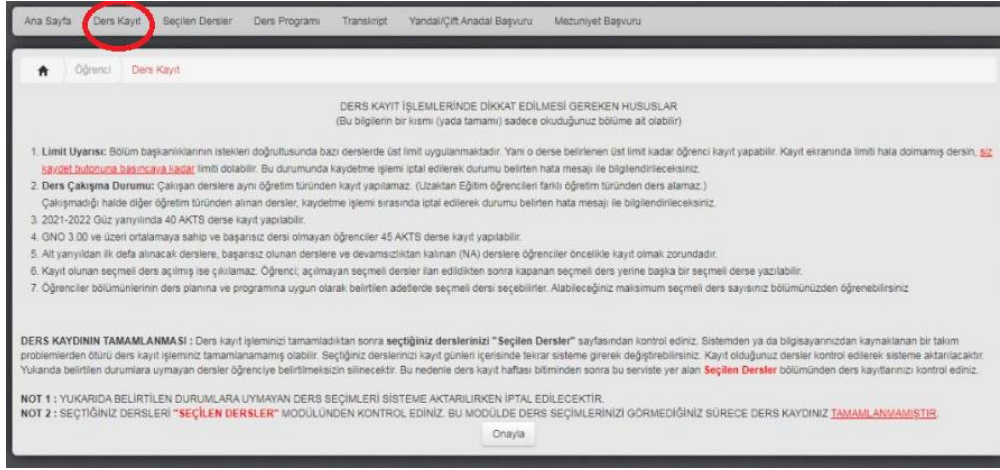 Ana Sayfa Ders Kayıt Seçilen Dersler Ders Programı Transkript Yandal/Çift Anadal Başvuru Mezuniyet Başvuru
Öğrenci Ders Kayıt
DERS KAYIT İŞLEMLERİNDE DİKKAT EDİLMESİ GEREKEN HUSUSLAR
(Bu bilgilerin bir kısmı (yada tamamı) sadece okuduğunuz bölüme ait olabilir)
1. Limit Uyarısı: Bölüm başkanlıklarının istekleri doğrultusunda bazı derslerde üst limit uygulanmaktadır. Yani o derse belirlenen üst limit kadar öğrenci kayıt yapabilir. Kayıt ekranında limiti hala dolmamış dersin, siz
kaydet butonuna basıncaya kadar limiti dolabilir. Bu durumunda kaydetme işlemi iptal edilerek durumu belirten hata mesajı ile bilgilendirileceksiniz.
2. Ders Çakışma Durumu: Çakışan derslere aynı öğretim türünden kayıt yapılamaz. (Uzaktan Eğitim öğrencileri farklı öğretim türünden ders alamaz.)
Çakışmadığı halde diğer öğretim türünden alınan dersler, kaydetme işlemi sırasında iptal edilerek durumu belirten hata mesajı ile bilgilendirileceksiniz.
3. 2021-2022 Güz yarıyılında 40 AKTS derse kayıt yapılabilir.
4. GNO 3.00 ve üzeri ortalamaya sahip ve başarısız dersi olmayan öğrenciler 45 AKTS derse kayıt yapılabilir.
5. Alt yarıyıldan ilk defa alınacak derslere, başarısız olunan derslere ve devamsızlıktan kalınan (NA) derslere öğrenciler öncelikle kayıt olmak zorundadır.
6. Kayıt olunan seçmeli ders açılmış ise çıkılamaz. Öğrenci; açılmayan seçmeli dersler ilan edildikten sonra kapanan seçmeli ders yerine başka bir seçmeli derse yazılabilir.
7. Öğrenciler bölümünlerinin ders planına ve programına uygun olarak belirtilen adetlerde seçmeli dersi seçebilirler. Alabileceğiniz maksimum seçmeli ders sayısınız bölümünüzden öğrenebilirsiniz
DERS KAYDININ TAMAMLANMASI : Ders kayıt işleminizi tamamladıktan sonra seçtiğiniz derslerinizi "Seçilen Dersler" sayfasından kontrol ediniz. Sistemden ya da bilgisayarınızdan kaynaklanan bir takım
problemlerden ötürü ders kayıt işleminiz tamamlanamamış olabilir. Seçtiğiniz derslerinizi kayıt günleri içerisinde tekrar sisteme girerek değiştirebilirsiniz. Kayıt olduğunuz dersler kontrol edilerek sisteme aktarılacaktır.
Yukarıda belirtilen durumlara uymayan dersler öğrenciye belirtilmeksizin silinecektir. Bu nedenle ders kayıt haftası bitiminden sonra bu serviste yer alan Seçilen Dersler bölümünden ders kayıtlarınızı kontrol ediniz.
NOT 1 : YUKARIDA BELİRTİLEN DURUMLARA UYMAYAN DERS SEÇİMLERİ SİSTEME AKTARILIRKEN İPTAL EDİLECEKTİR.
NOT 2 : SEÇTİĞİNİZ DERSLERİ "SEÇİLEN DERSLER" MODÜLÜNDEN KONTROL EDİNİZ. BU MODÜLDE DERS SEÇİMLERİNİZİ GÖRMEDİĞİNİZ SÜRECE DERS KAYDINIZ TAMAMLANMAMIŞTIR.
Onayla